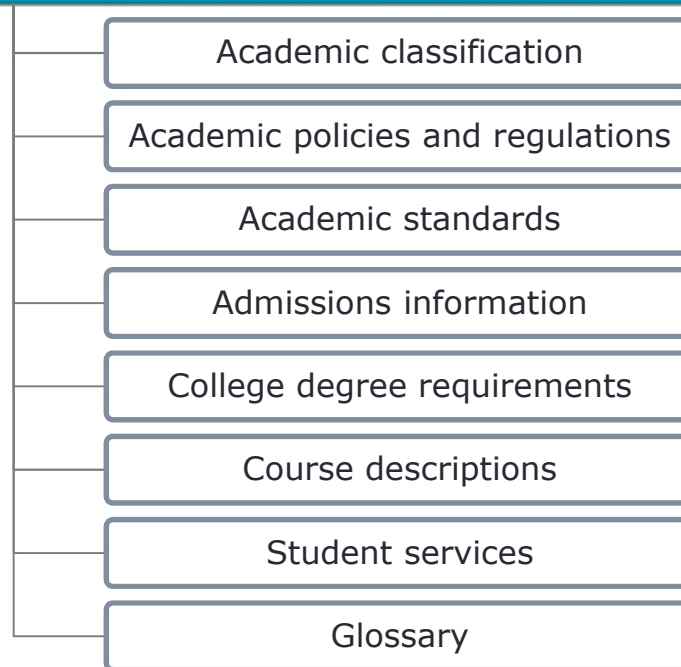 Academic classification
Academic policies and regulations
Academic standards
Admissions information
College degree requirements
Course descriptions
Student services
Glossary